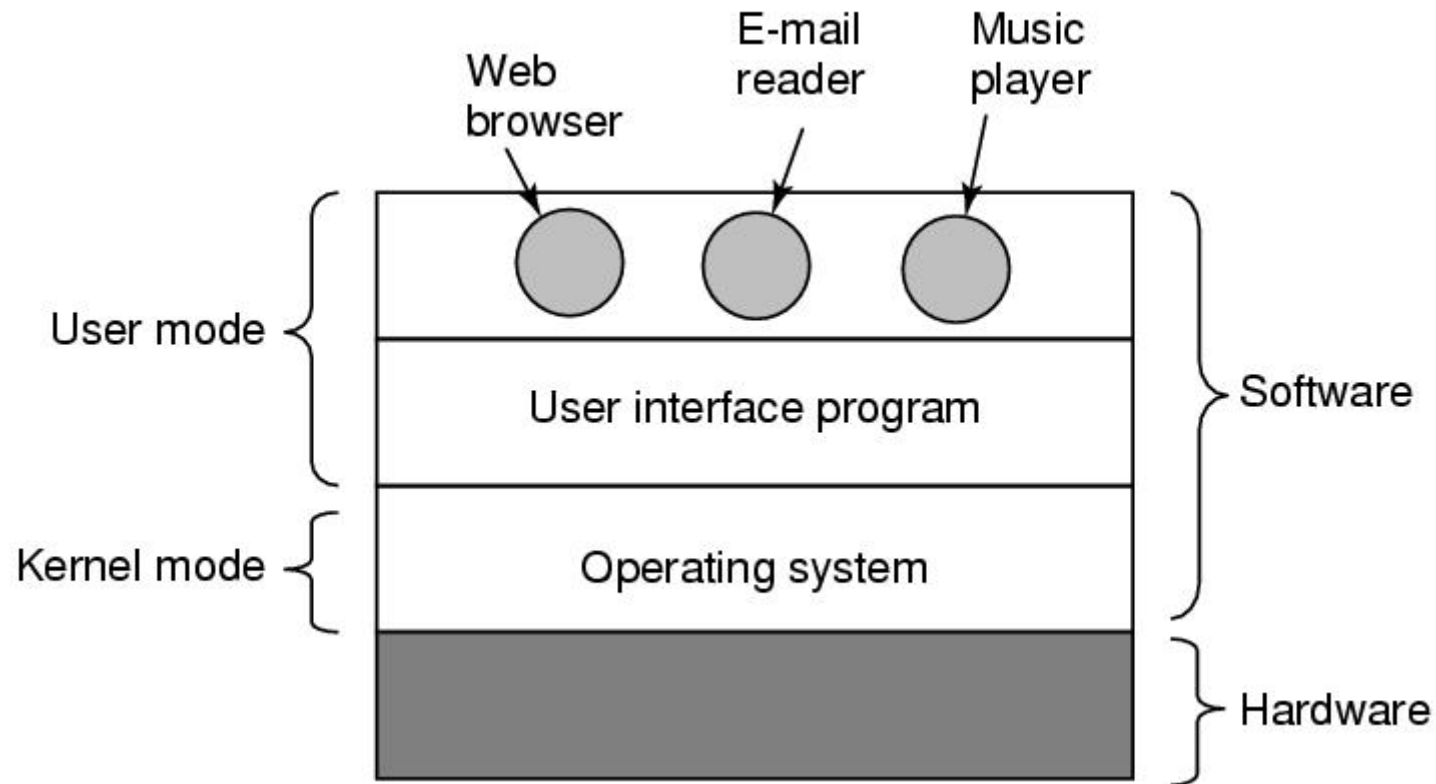 Web
browser
E-mail
reader
Music
player
User mode
User interface program
Software
Kernel mode
Operating system
Hardware